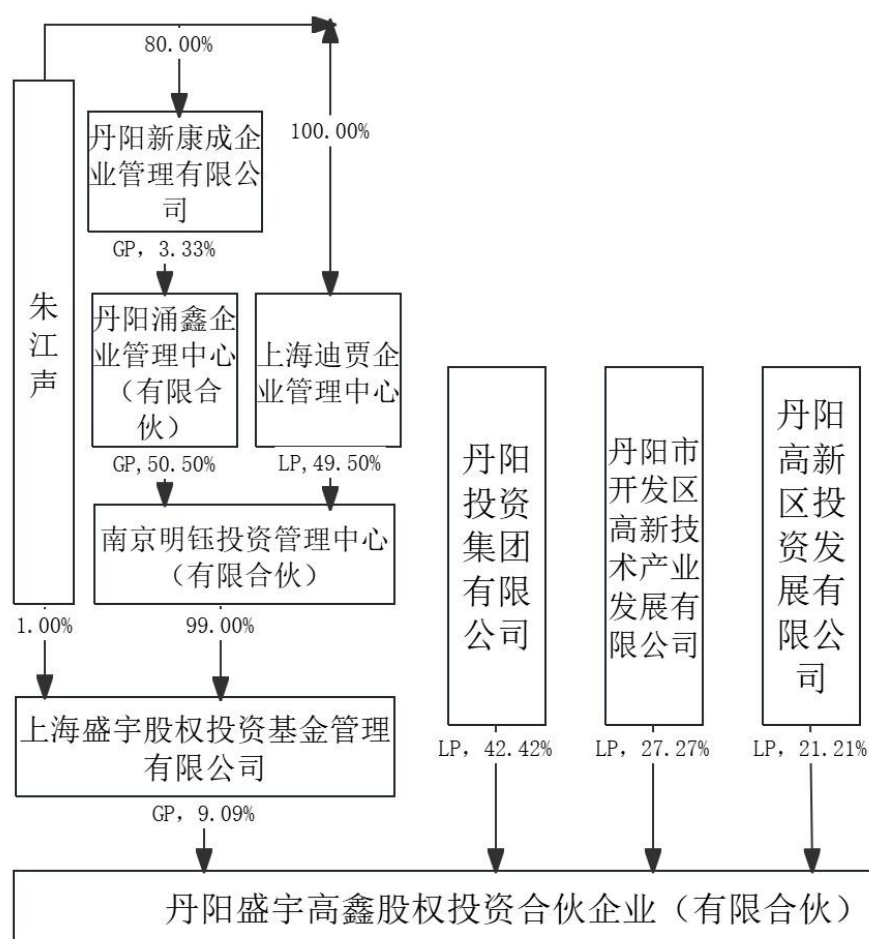 80.00%
丹阳新康成企
业管理有限公
司
100.00%
GP, 3.33%
朱
江
声
丹阳涌鑫企
业管理中心
（有限合
伙）
上海迪贾企
业管理中心
GP,50.50%
LP,49.50%
南京明钰投资管理中心
（有限合伙）
1.00%
99.00%
上海盛宇股权投资基金管理
有限公司
GP, 9.09%
丹阳
投资
集团
有限
公司
LP, 42.42%
丹阳市
开发区
高新技
术产业
发展有
限公司
LP, 27.27%
丹阳
高新
区投
资发
展有
限公
司
LP, 21.21%
丹阳盛宇高鑫股权投资合伙企业（有限合伙）